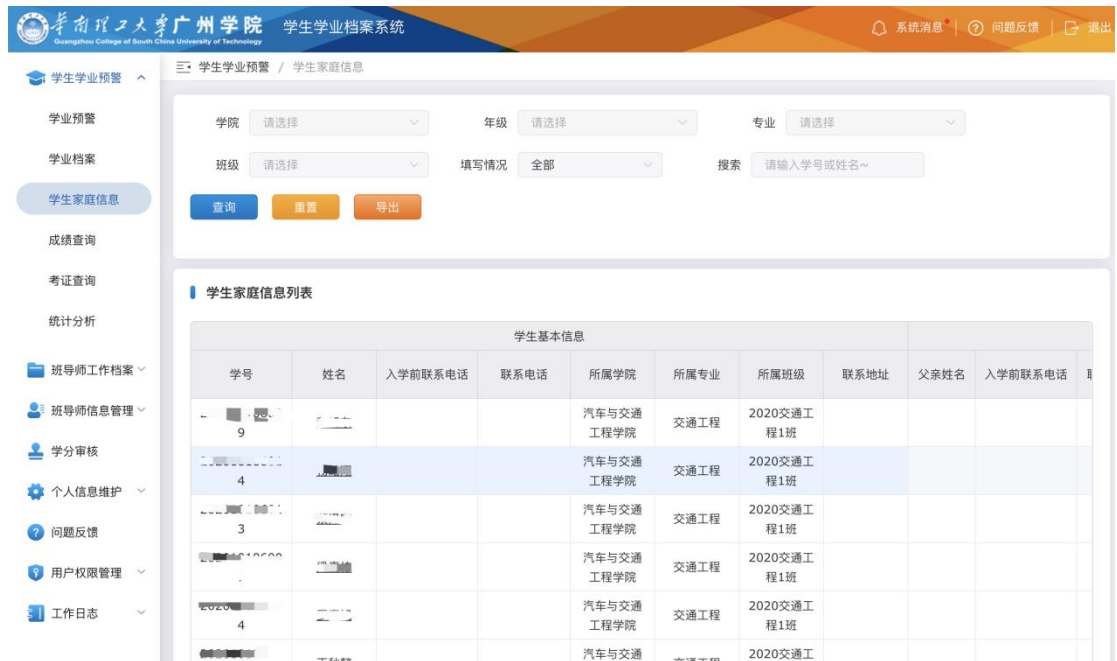 华南理工大学广州学院 学生学业档案系统 系统消息 问题反馈 退出
Guangzhou College of South China University of Technology
学生学业预警 学生学业预警 / 学生家庭信息
学业预警 学院 请选择 年级 请选择 专业 请选择
学业档案 班级 请选择 填写情况 全部 搜索 请输入学号或姓名~
学生家庭信息 查询 重置 导出
成绩查询
考证查询 学生家庭信息列表
统计分析 学生基本信息
班导师工作档案 学号 姓名 入学前联系电话 联系电话 所属学院 所属专业 所属班级 联系地址 父亲姓名 入学前联系电话
班导师信息管理 9 汽车与交通工程学院 交通工程 2020交通工程1班
学分审核 4 汽车与交通工程学院 交通工程 2020交通工程1班
个人信息维护
问题反馈 3 汽车与交通工程学院 交通工程 2020交通工程1班
用户权限管理 汽车与交通工程学院 交通工程 2020交通工程1班
工作日志 4 汽车与交通工程学院 交通工程 2020交通工程1班
汽车与交通 2020交通工